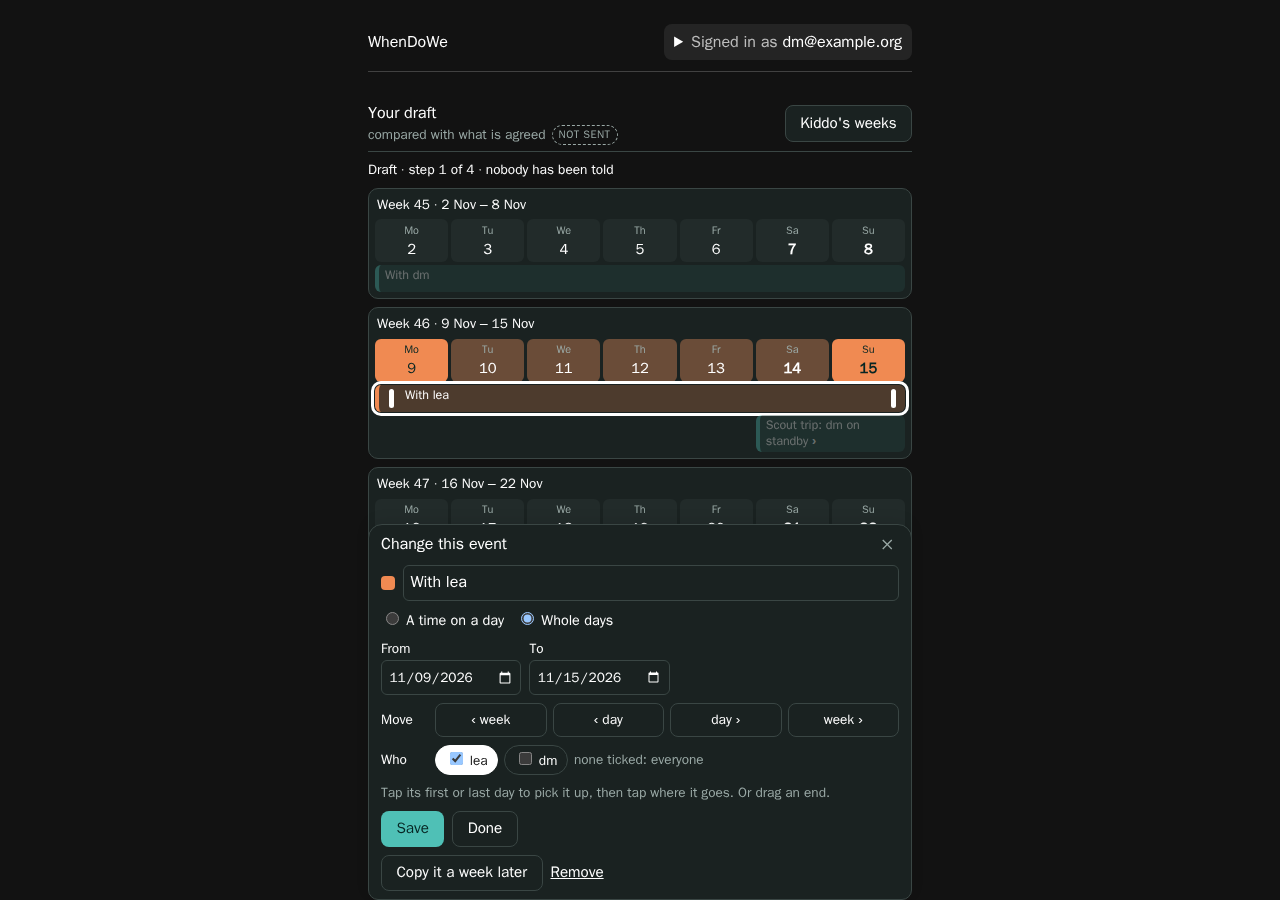 WhenDoWe
▶ Signed in as dm@example.org
Your draft
compared with what is agreed NOT SENT
Kiddo's weeks
Draft · step 1 of 4 · nobody has been told
Week 45 · 2 Nov – 8 Nov
Mo Tu We Th Fr Sa Su
2 3 4 5 6 7 8
With dm
Week 46 · 9 Nov – 15 Nov
Mo Tu We Th Fr Sa Su
9 10 11 12 13 14 15
With lea
Scout trip: dm on
standby ›
Week 47 · 16 Nov – 22 Nov
Mo Tu We Th Fr Sa Su
Change this event ×
With lea
A time on a day Whole days
From To
11/09/2026 11/15/2026
Move ‹ week ‹ day day › week ›
Who lea dm none ticked: everyone
Tap its first or last day to pick it up, then tap where it goes. Or drag an end.
Save Done
Copy it a week later Remove